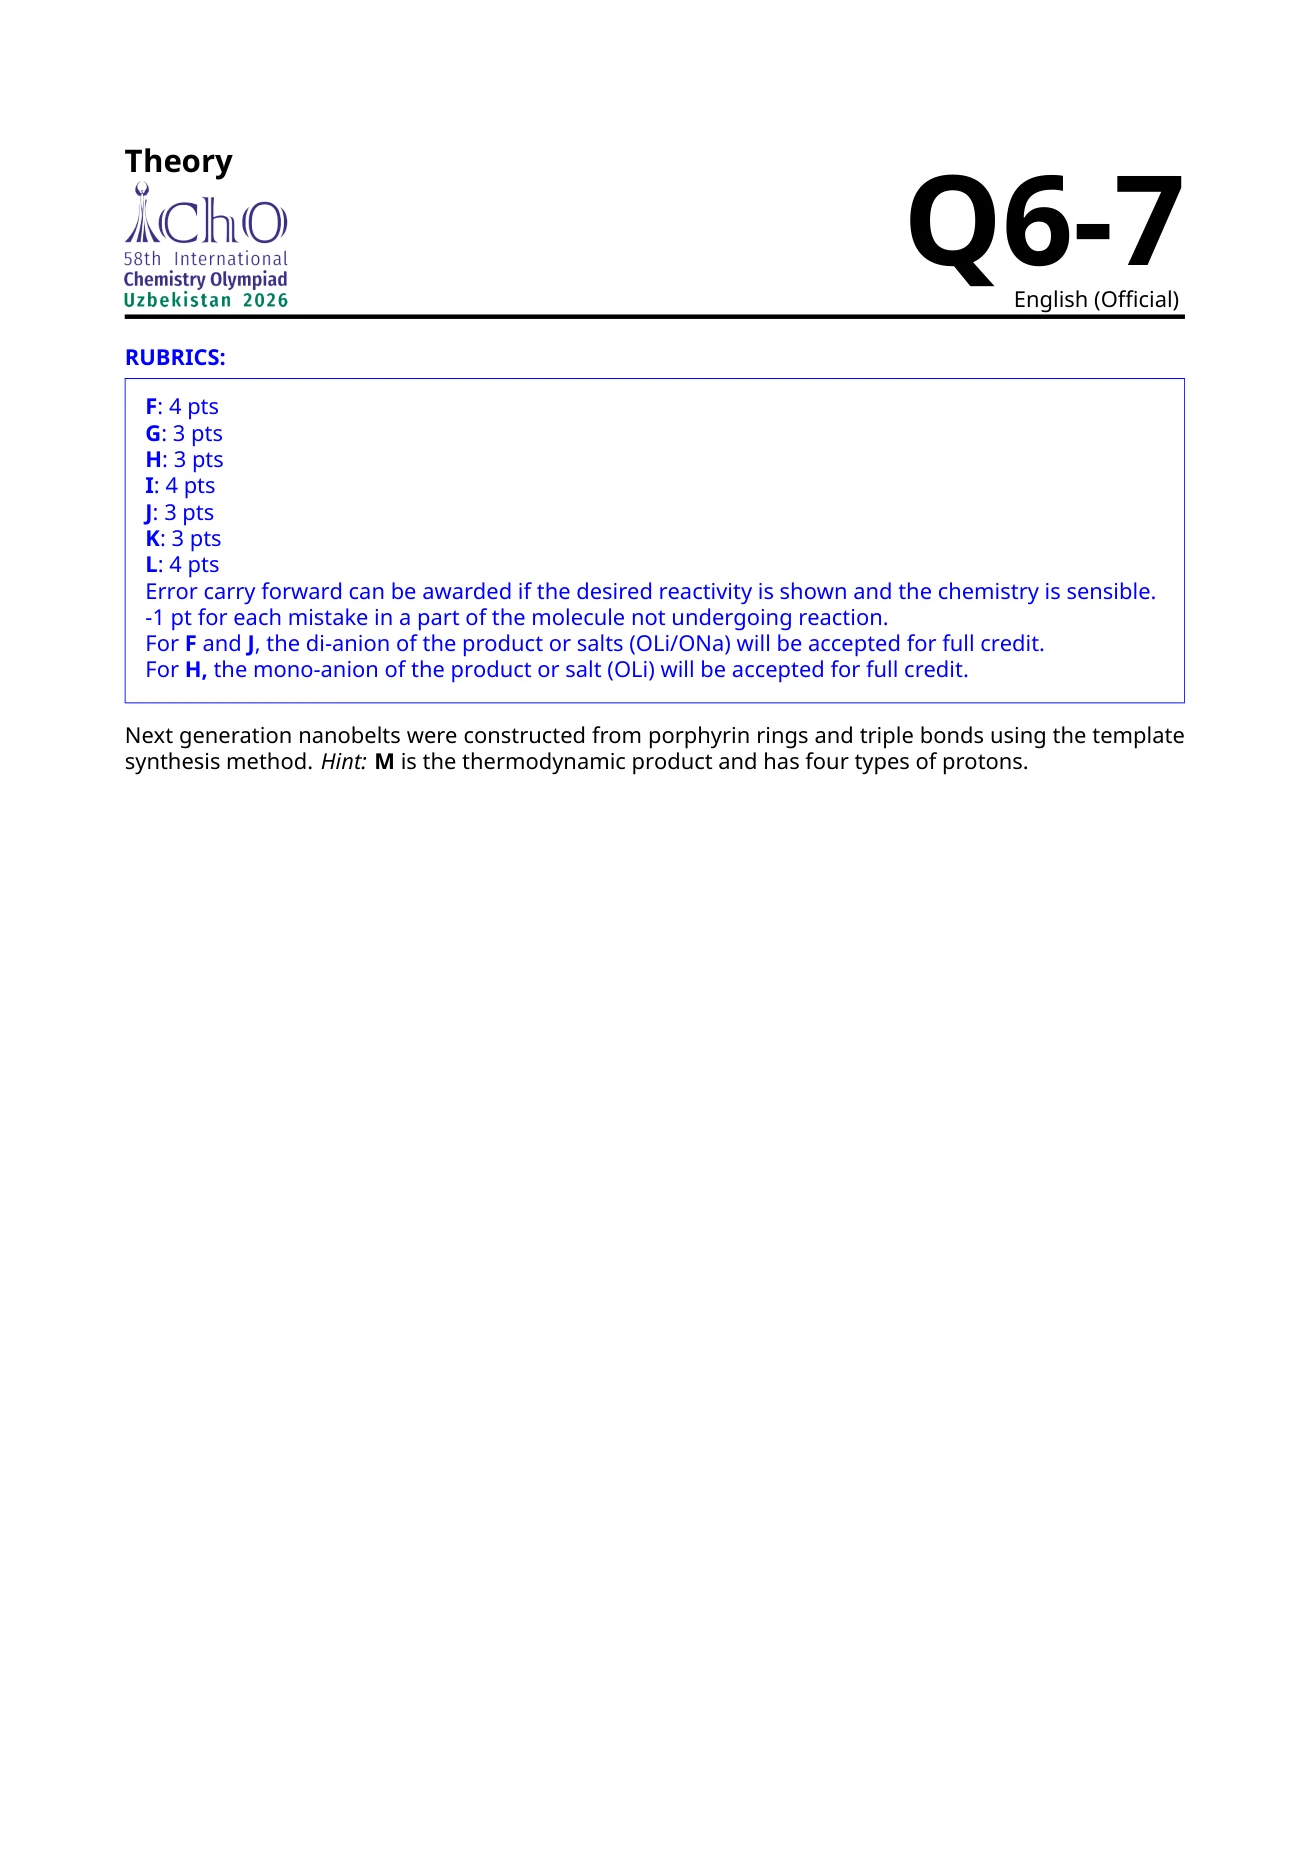 Theory
IChO
58th International
Chemistry Olympiad
Uzbekistan 2026
Q6-7
English (Official)
RUBRICS:
F: 4 pts
G: 3 pts
H: 3 pts
I: 4 pts
J: 3 pts
K: 3 pts
L: 4 pts
Error carry forward can be awarded if the desired reactivity is shown and the chemistry is sensible.
-1 pt for each mistake in a part of the molecule not undergoing reaction.
For F and J, the di-anion of the product or salts (OLi/ONa) will be accepted for full credit.
For H, the mono-anion of the product or salt (OLi) will be accepted for full credit.
Next generation nanobelts were constructed from porphyrin rings and triple bonds using the template
synthesis method. Hint: M is the thermodynamic product and has four types of protons.